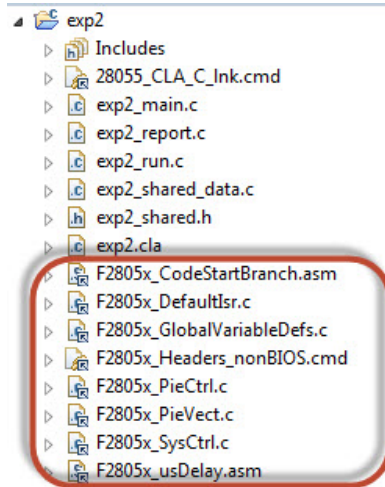 exp2
Includes
28055_CLA_C_lnk.cmd
exp2_main.c
exp2_report.c
exp2_run.c
exp2_shared_data.c
exp2_shared.h
exp2.cla
F2805x_CodeStartBranch.asm
F2805x_DefaultIsr.c
F2805x_GlobalVariableDefs.c
F2805x_Headers_nonBIOS.cmd
F2805x_PieCtrl.c
F2805x_PieVect.c
F2805x_SysCtrl.c
F2805x_usDelay.asm